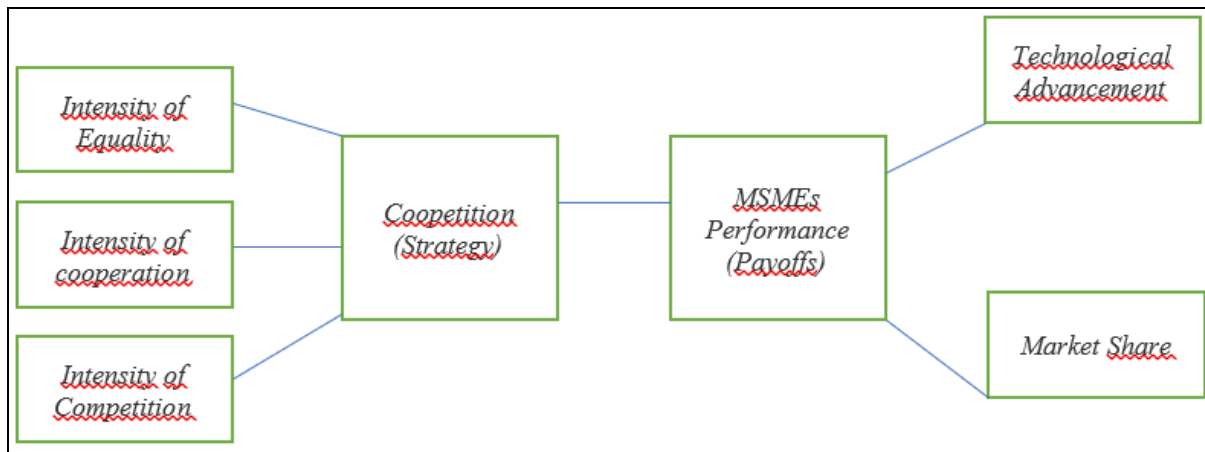 Intensity of
Equality
Intensity of
cooperation
Intensity of
Competition
Coopetition
(Strategy)
MSMEs
Performance
(Payoffs)
Technological
Advancement
Market Share